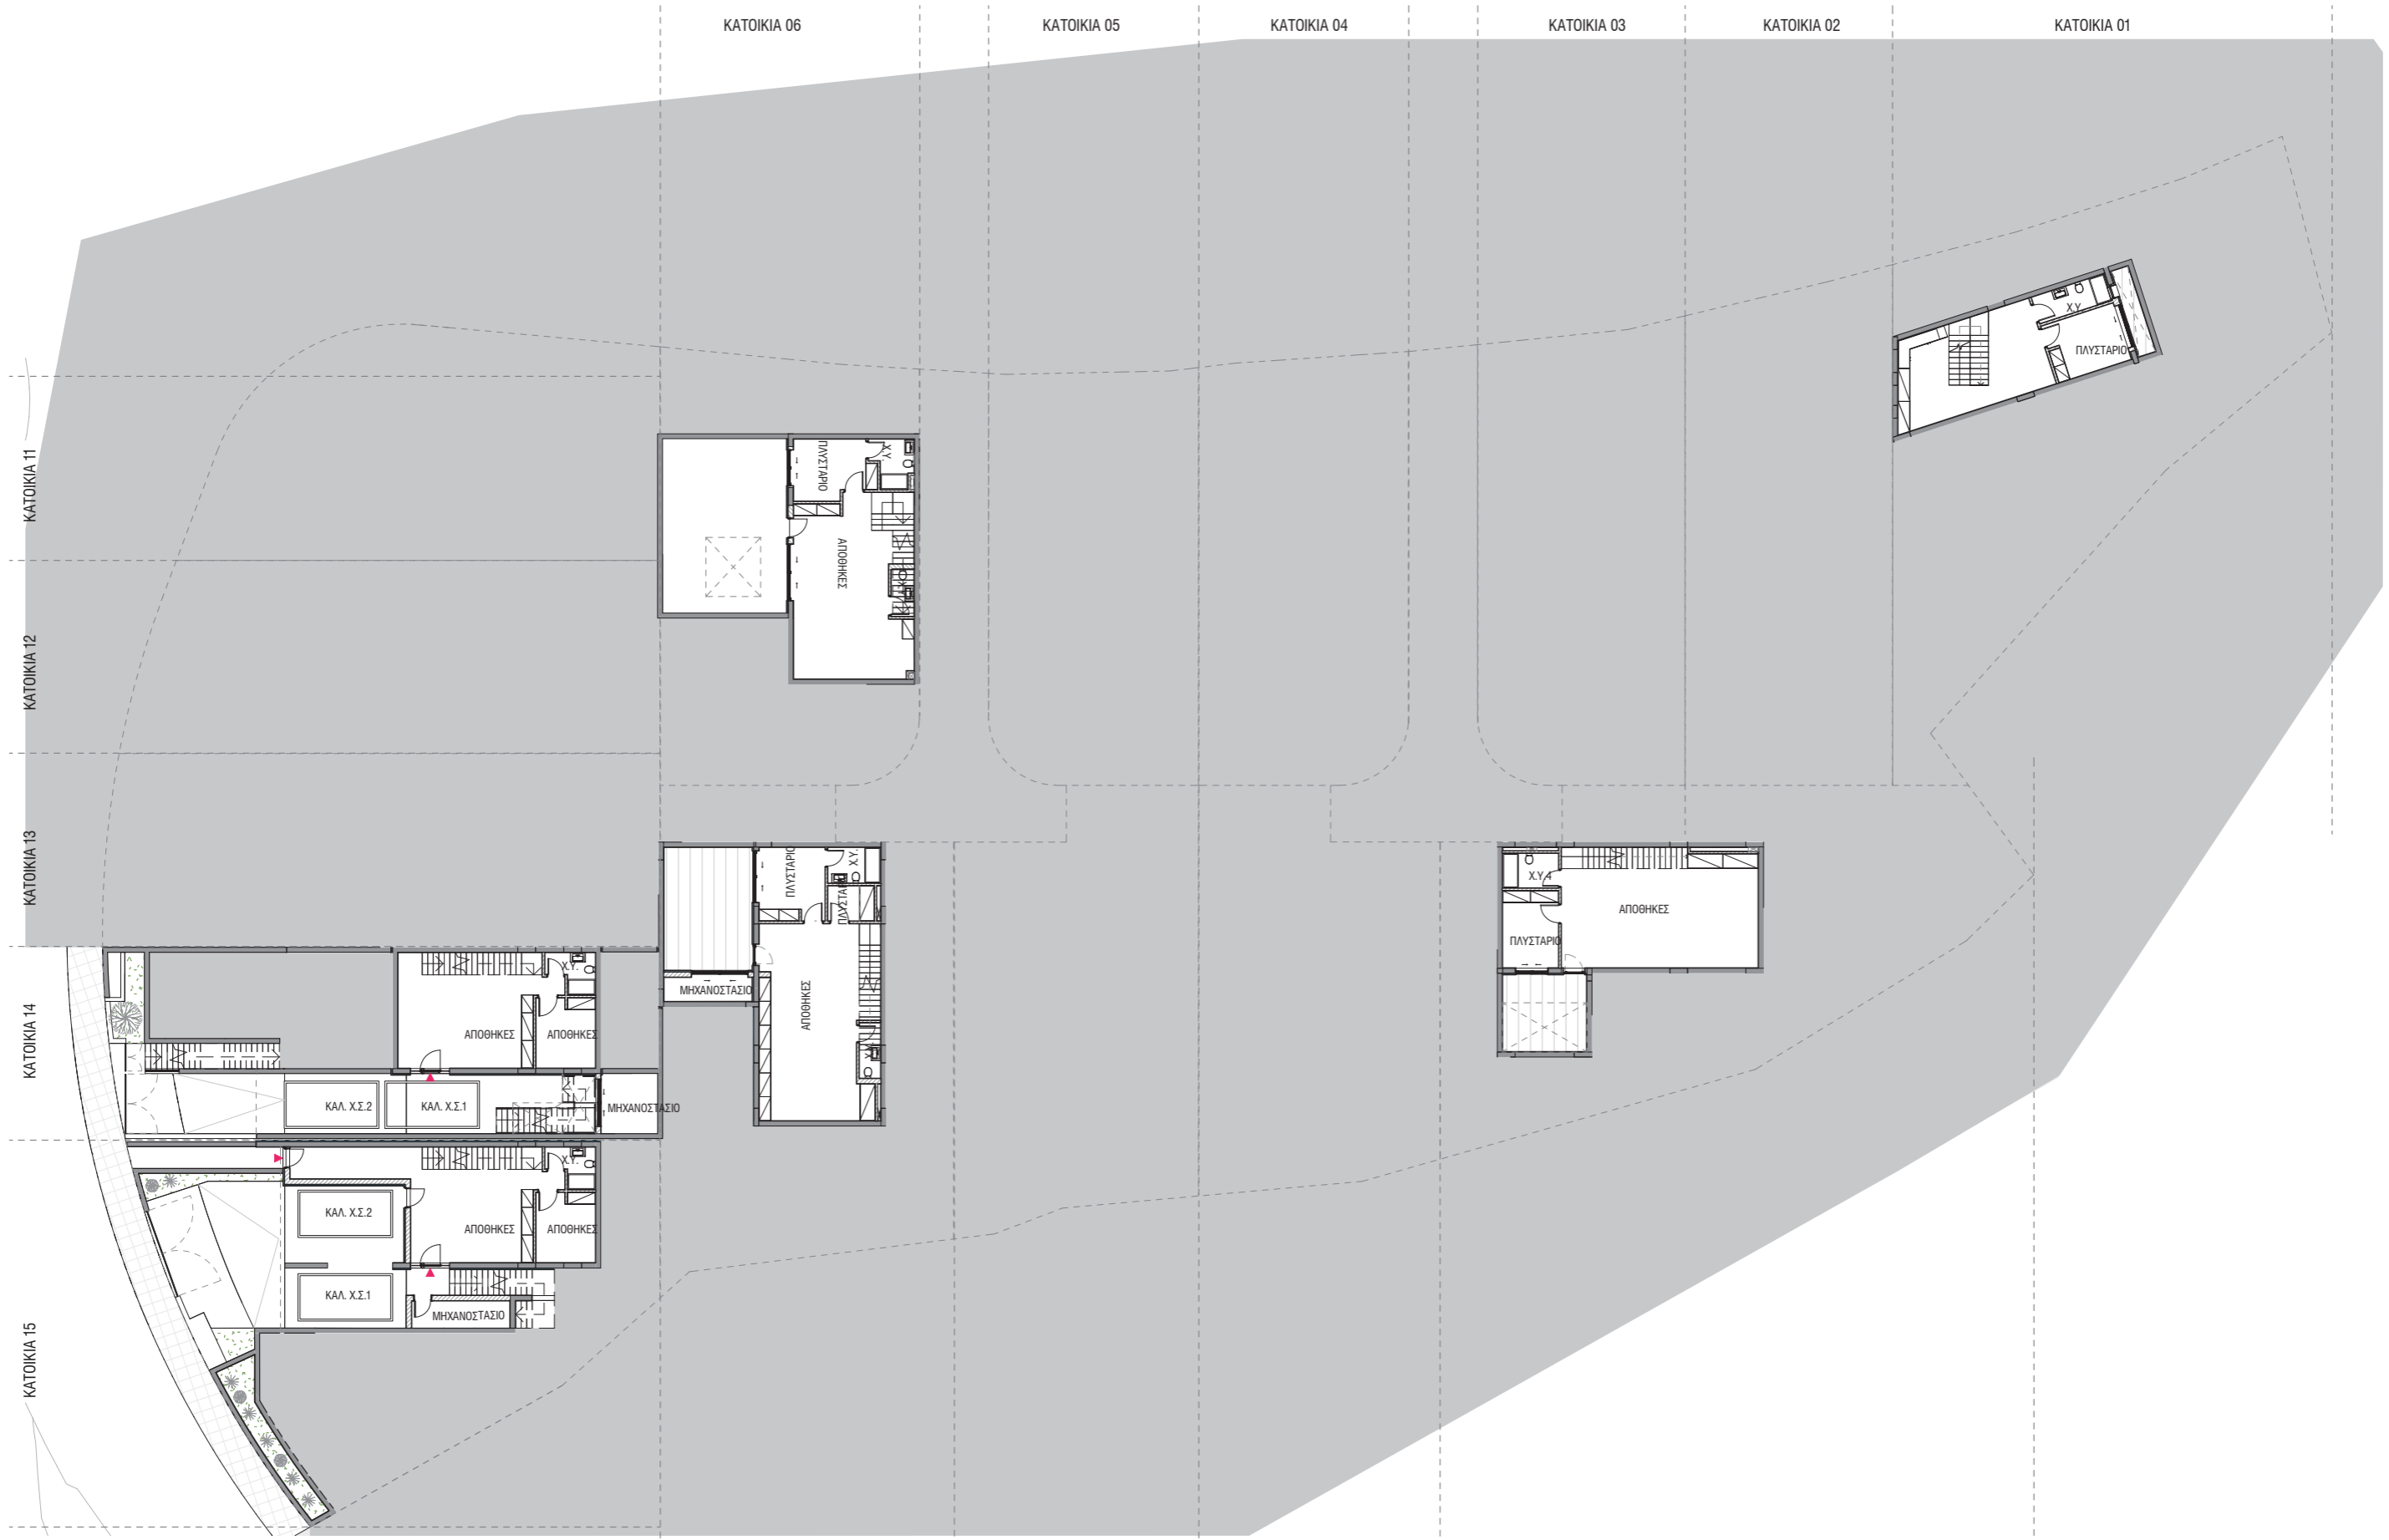 ΚΑΤΟΙΚΙΑ 06
ΚΑΤΟΙΚΙΑ 05
ΚΑΤΟΙΚΙΑ 04
ΚΑΤΟΙΚΙΑ 03
ΚΑΤΟΙΚΙΑ 02
ΚΑΤΟΙΚΙΑ 01
Χ.Υ.
ΠΛΥΣΤΑΡΙΟ
ΚΑΤΟΙΚΙΑ 11
ΠΛΥΣΤΑΡΙΟ
Χ.Υ.
ΑΠΟΘΗΚΕΣ
ΚΑΤΟΙΚΙΑ 12
ΚΑΤΟΙΚΙΑ 13
ΠΛΥΣΤΑΡΙΟ
Χ.Υ.
ΠΛΥΣΤΑΡΙΟ
ΜΗΧΑΝΟΣΤΑΣΙΟ
ΑΠΟΘΗΚΕΣ
Χ.Υ.4
ΑΠΟΘΗΚΕΣ
ΠΛΥΣΤΑΡΙΟ
ΚΑΤΟΙΚΙΑ 14
Χ.Υ.
ΑΠΟΘΗΚΕΣ
ΑΠΟΘΗΚΕΣ
ΚΑΛ. Χ.Σ.2
ΚΑΛ. Χ.Σ.1
ΜΗΧΑΝΟΣΤΑΣΙΟ
Χ.Υ.
ΚΑΛ. Χ.Σ.2
ΑΠΟΘΗΚΕΣ
ΑΠΟΘΗΚΕΣ
ΚΑΛ. Χ.Σ.1
ΜΗΧΑΝΟΣΤΑΣΙΟ
ΚΑΤΟΙΚΙΑ 15